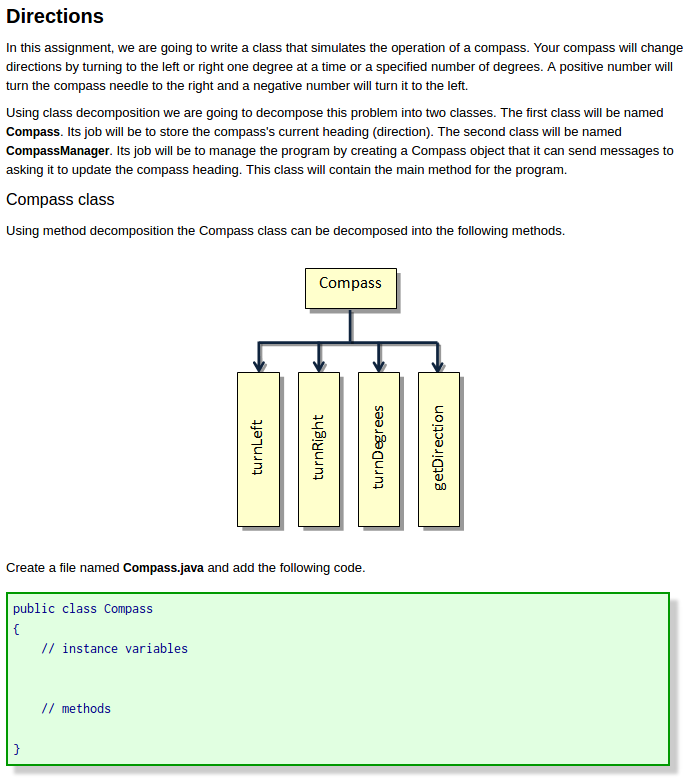 Directions
In this assignment, we are going to write a class that simulates the operation of a compass. Your compass will change
directions by turning to the left or right one degree at a time or a specified number of degrees. A positive number will
turn the compass needle to the right and a negative number will turn it to the left.
Using class decomposition we are going to decompose this problem into two classes. The first class will be named
Compass. Its job will be to store the compass's current heading (direction). The second class will be named
CompassManager. Its job will be to manage the program by creating a Compass object that it can send messages to
asking it to update the compass heading. This class will contain the main method for the program.
Compass class
Using method decomposition the Compass class can be decomposed into the following methods.
Compass
turnLeft
turnRight
turnDegrees
getDirection
Create a file named Compass.java and add the following code.
public class Compass
{
// instance variables
// methods
}